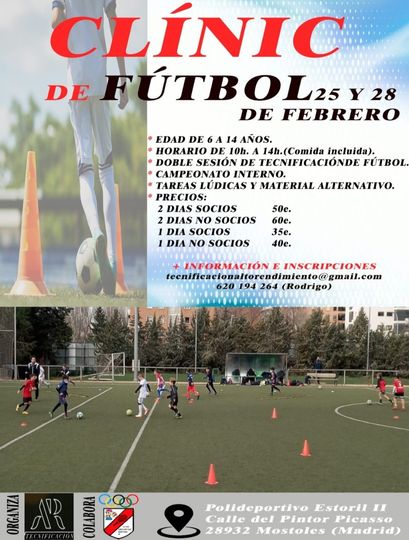 CLÍNIC
DE FÚTBOL 25 Y 28
DE FEBRERO
* EDAD DE 6 A 14 AÑOS.
* HORARIO DE 10h. A 14h.(Comida incluida).
* DOBLE SESIÓN DE TECNIFICACIÓNDE FÚTBOL.
* CAMPEONATO INTERNO.
* TAREAS LÚDICAS Y MATERIAL ALTERNATIVO.
* PRECIOS:
2 DIAS SOCIOS 50e.
2 DIAS NO SOCIOS 60e.
1 DIA SOCIOS 35e.
1 DIA NO SOCIOS 40e.
+ INFORMACIÓN E INSCRIPCIONES
tecnificacionaltorendimiento@gmail.com
620 194 264 (Rodrigo)
ORGANIZA
AR
TECNIFICACIÓN
COLABORA
Polideportivo Estoril II
Calle del Pintor Picasso
28932 Mostoles (Madrid)